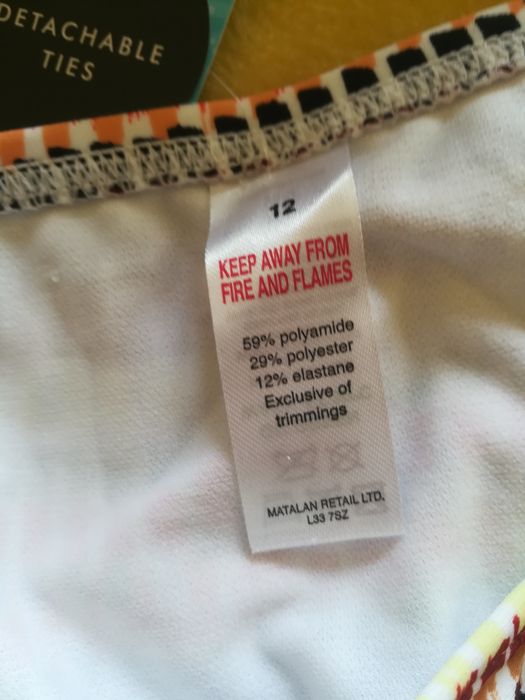 DETACHABLE
TIES
12
KEEP AWAY FROM
FIRE AND FLAMES
59% polyamide
29% polyester
12% elastane
Exclusive of
trimmings
MATALAN RETAIL LTD.
L33 7SZ